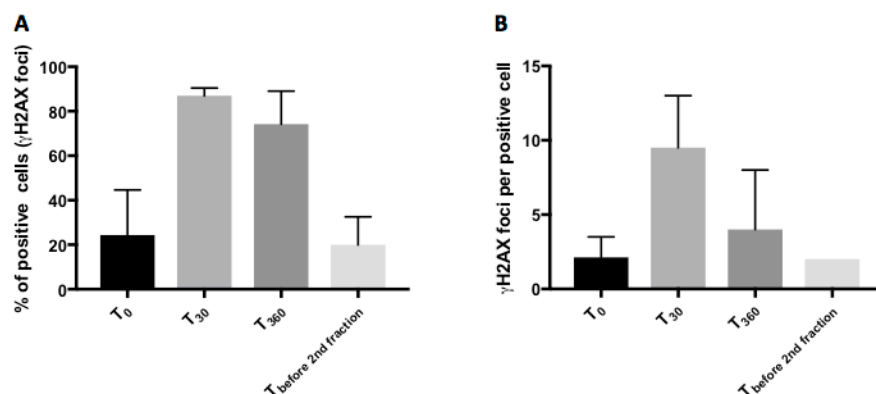 A
% of positive cells (γH2AX foci)
100
80
60
40
20
0
T0
T30
T360
Tbefore 2nd fraction
B
γH2AX foci per positive cell
15
10
5
0
T0
T30
T360
Tbefore 2nd fraction